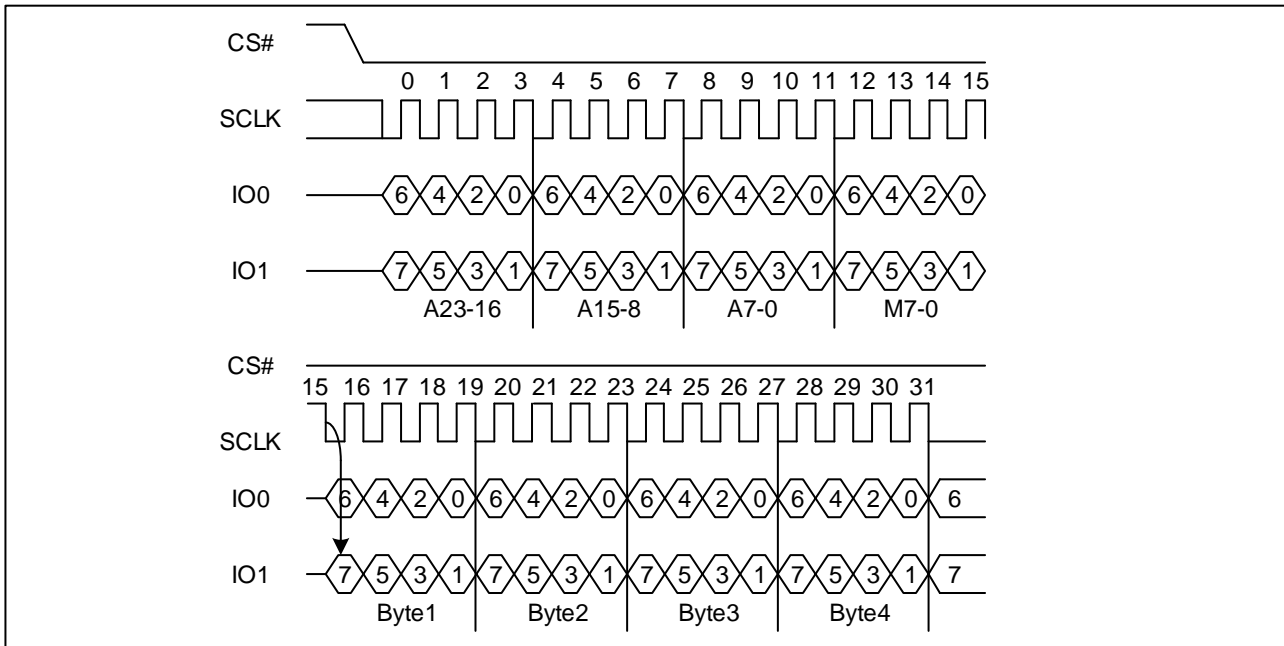 CS#
0 1 2 3 4 5 6 7 8 9 10 11 12 13 14 15
SCLK
IO0 6 4 2 0 6 4 2 0 6 4 2 0 6 4 2 0
IO1 7 5 3 1 7 5 3 1 7 5 3 1 7 5 3 1
A23-16 A15-8 A7-0 M7-0
CS#
15 16 17 18 19 20 21 22 23 24 25 26 27 28 29 30 31
SCLK
IO0 6 4 2 0 6 4 2 0 6 4 2 0 6 4 2 0 6
IO1 7 5 3 1 7 5 3 1 7 5 3 1 7 5 3 1 7
Byte1 Byte2 Byte3 Byte4